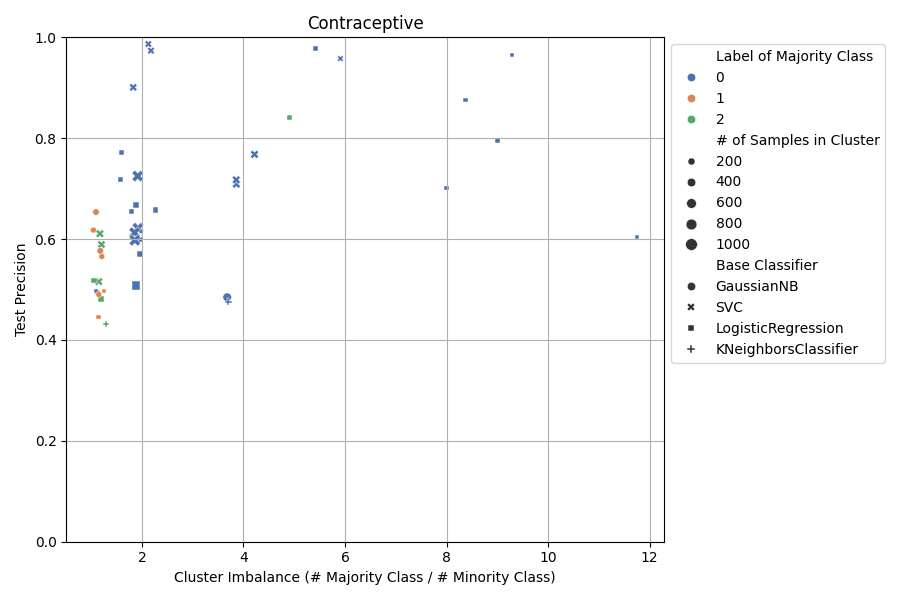 Contraceptive
1.0
0.8
0.6
0.4
0.2
0.0
Test Precision
2
4
6
8
10
12
Cluster Imbalance (# Majority Class / # Minority Class)
Label of Majority Class
0
1
2
# of Samples in Cluster
200
400
600
800
1000
Base Classifier
GaussianNB
SVC
LogisticRegression
KNeighborsClassifier